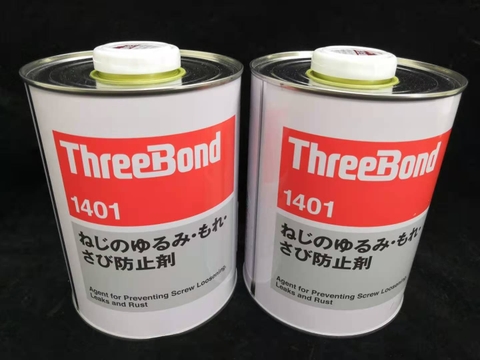 ThreeBond
1401
ねじのゆるみ・もれ・
さび防止剤
Agent for Preventing Screw Loosening,
Leaks and Rust
ThreeBond
1401
ねじのゆるみ・もれ・
さび防止剤
Agent for Preventing Screw Loosening
Leaks and Rust